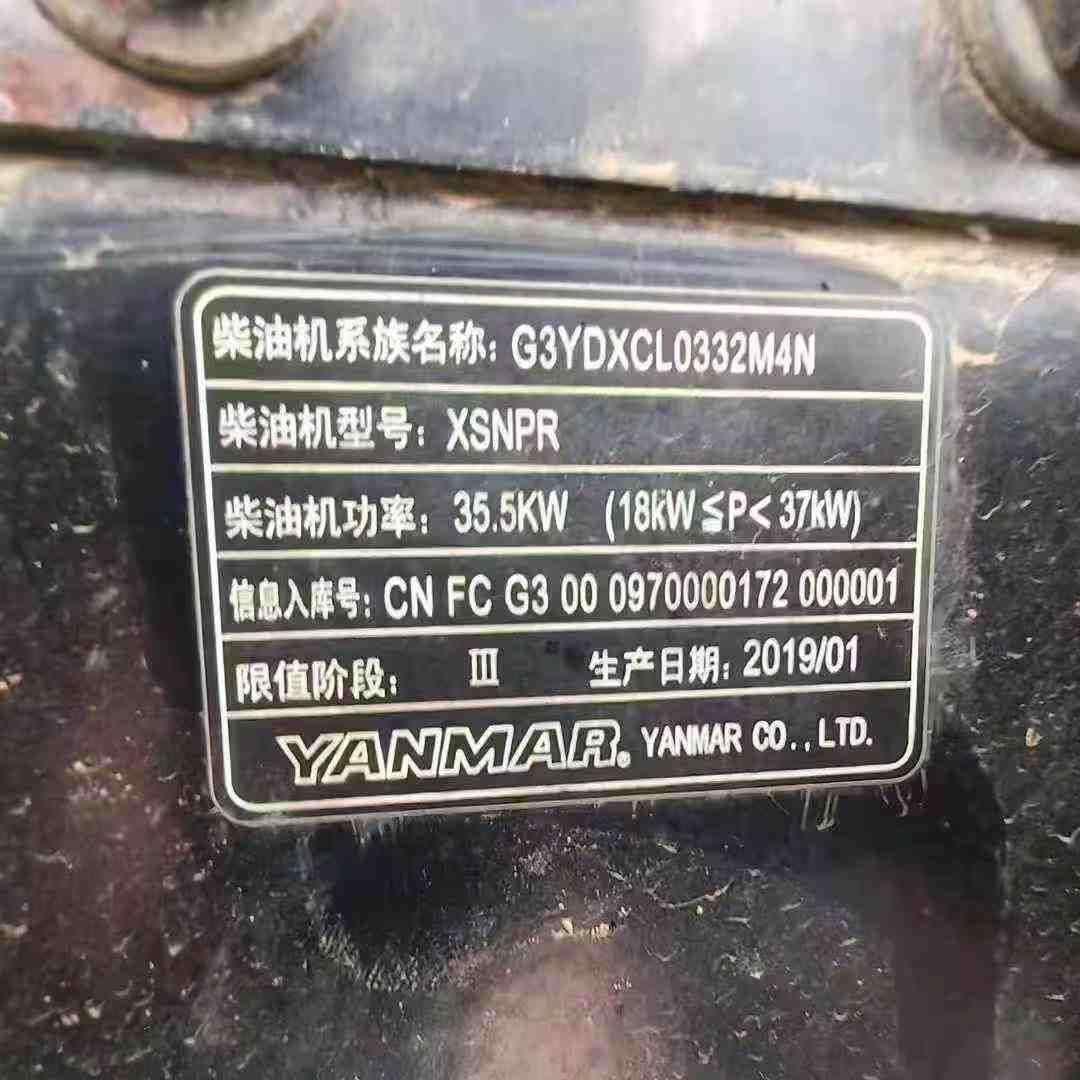 柴油机系族名称: G3YDXCL0332M4N
柴油机型号: XSNPR
柴油机功率: 35.5KW (18kW≦P<37kW)
信息入库号: CN FC G3 00 0970000172 000001
限值阶段: III 生产日期: 2019/01
YANMAR® YANMAR CO., LTD.